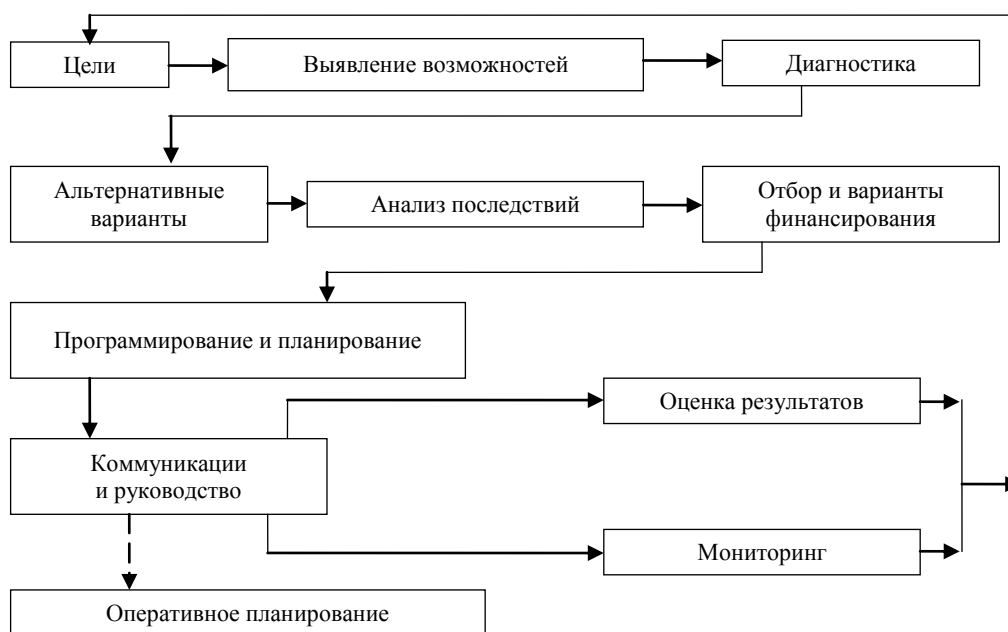 Цели
Выявление возможностей
Диагностика
Альтернативные
варианты
Анализ последствий
Отбор и варианты
финансирования
Программирование и планирование
Оценка результатов
Коммуникации
и руководство
Мониторинг
Оперативное планирование